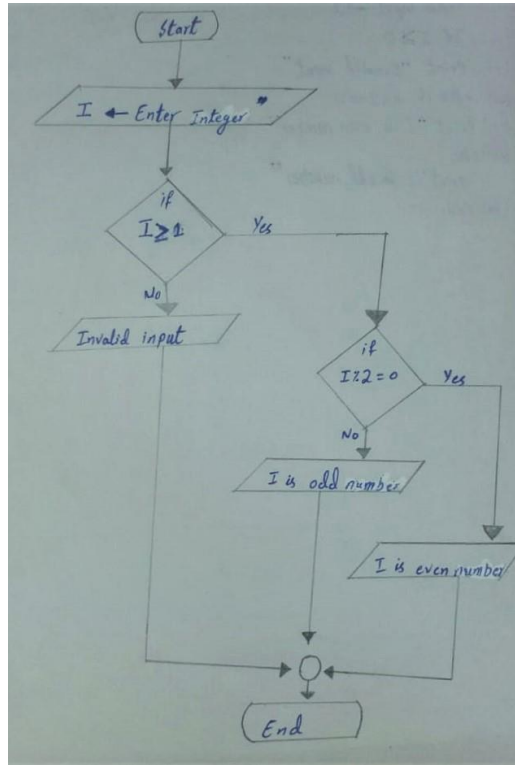 Start
I ← Enter Integer"
if
I ≥ 1
Yes
No
Invalid input
if
I%2=0
Yes
No
I is odd number
I is even number
End